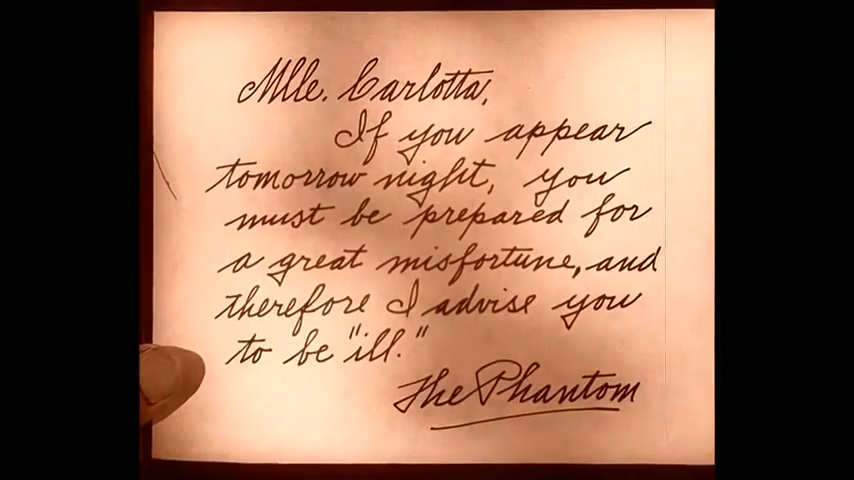 Mlle. Carlotta,
If you appear
tomorrow night, you
must be prepared for
a great misfortune, and
therefore I advise you
to be "ill."
The Phantom